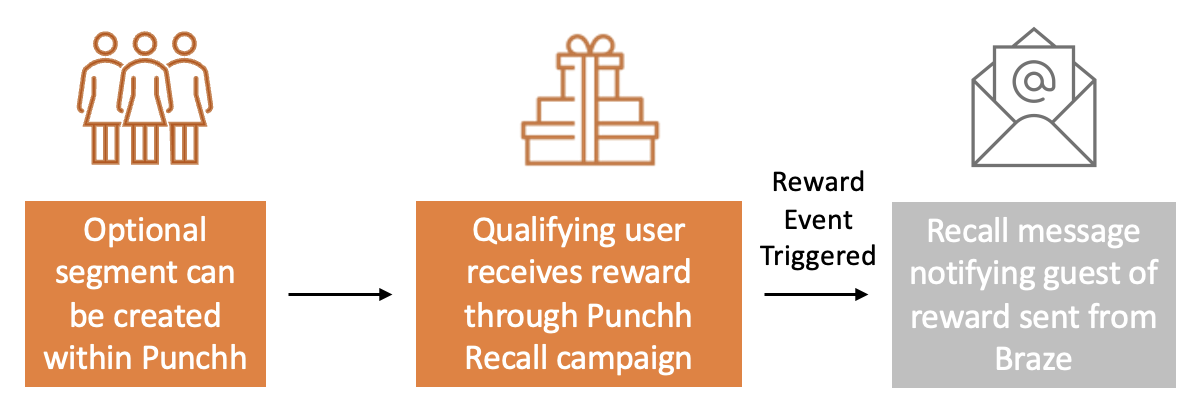 Optional
segment can
be created
within Punchh
Qualifying user
receives reward
through Punchh
Recall campaign
Reward
Event
Triggered
@
Recall message
notifying guest of
reward sent from
Braze